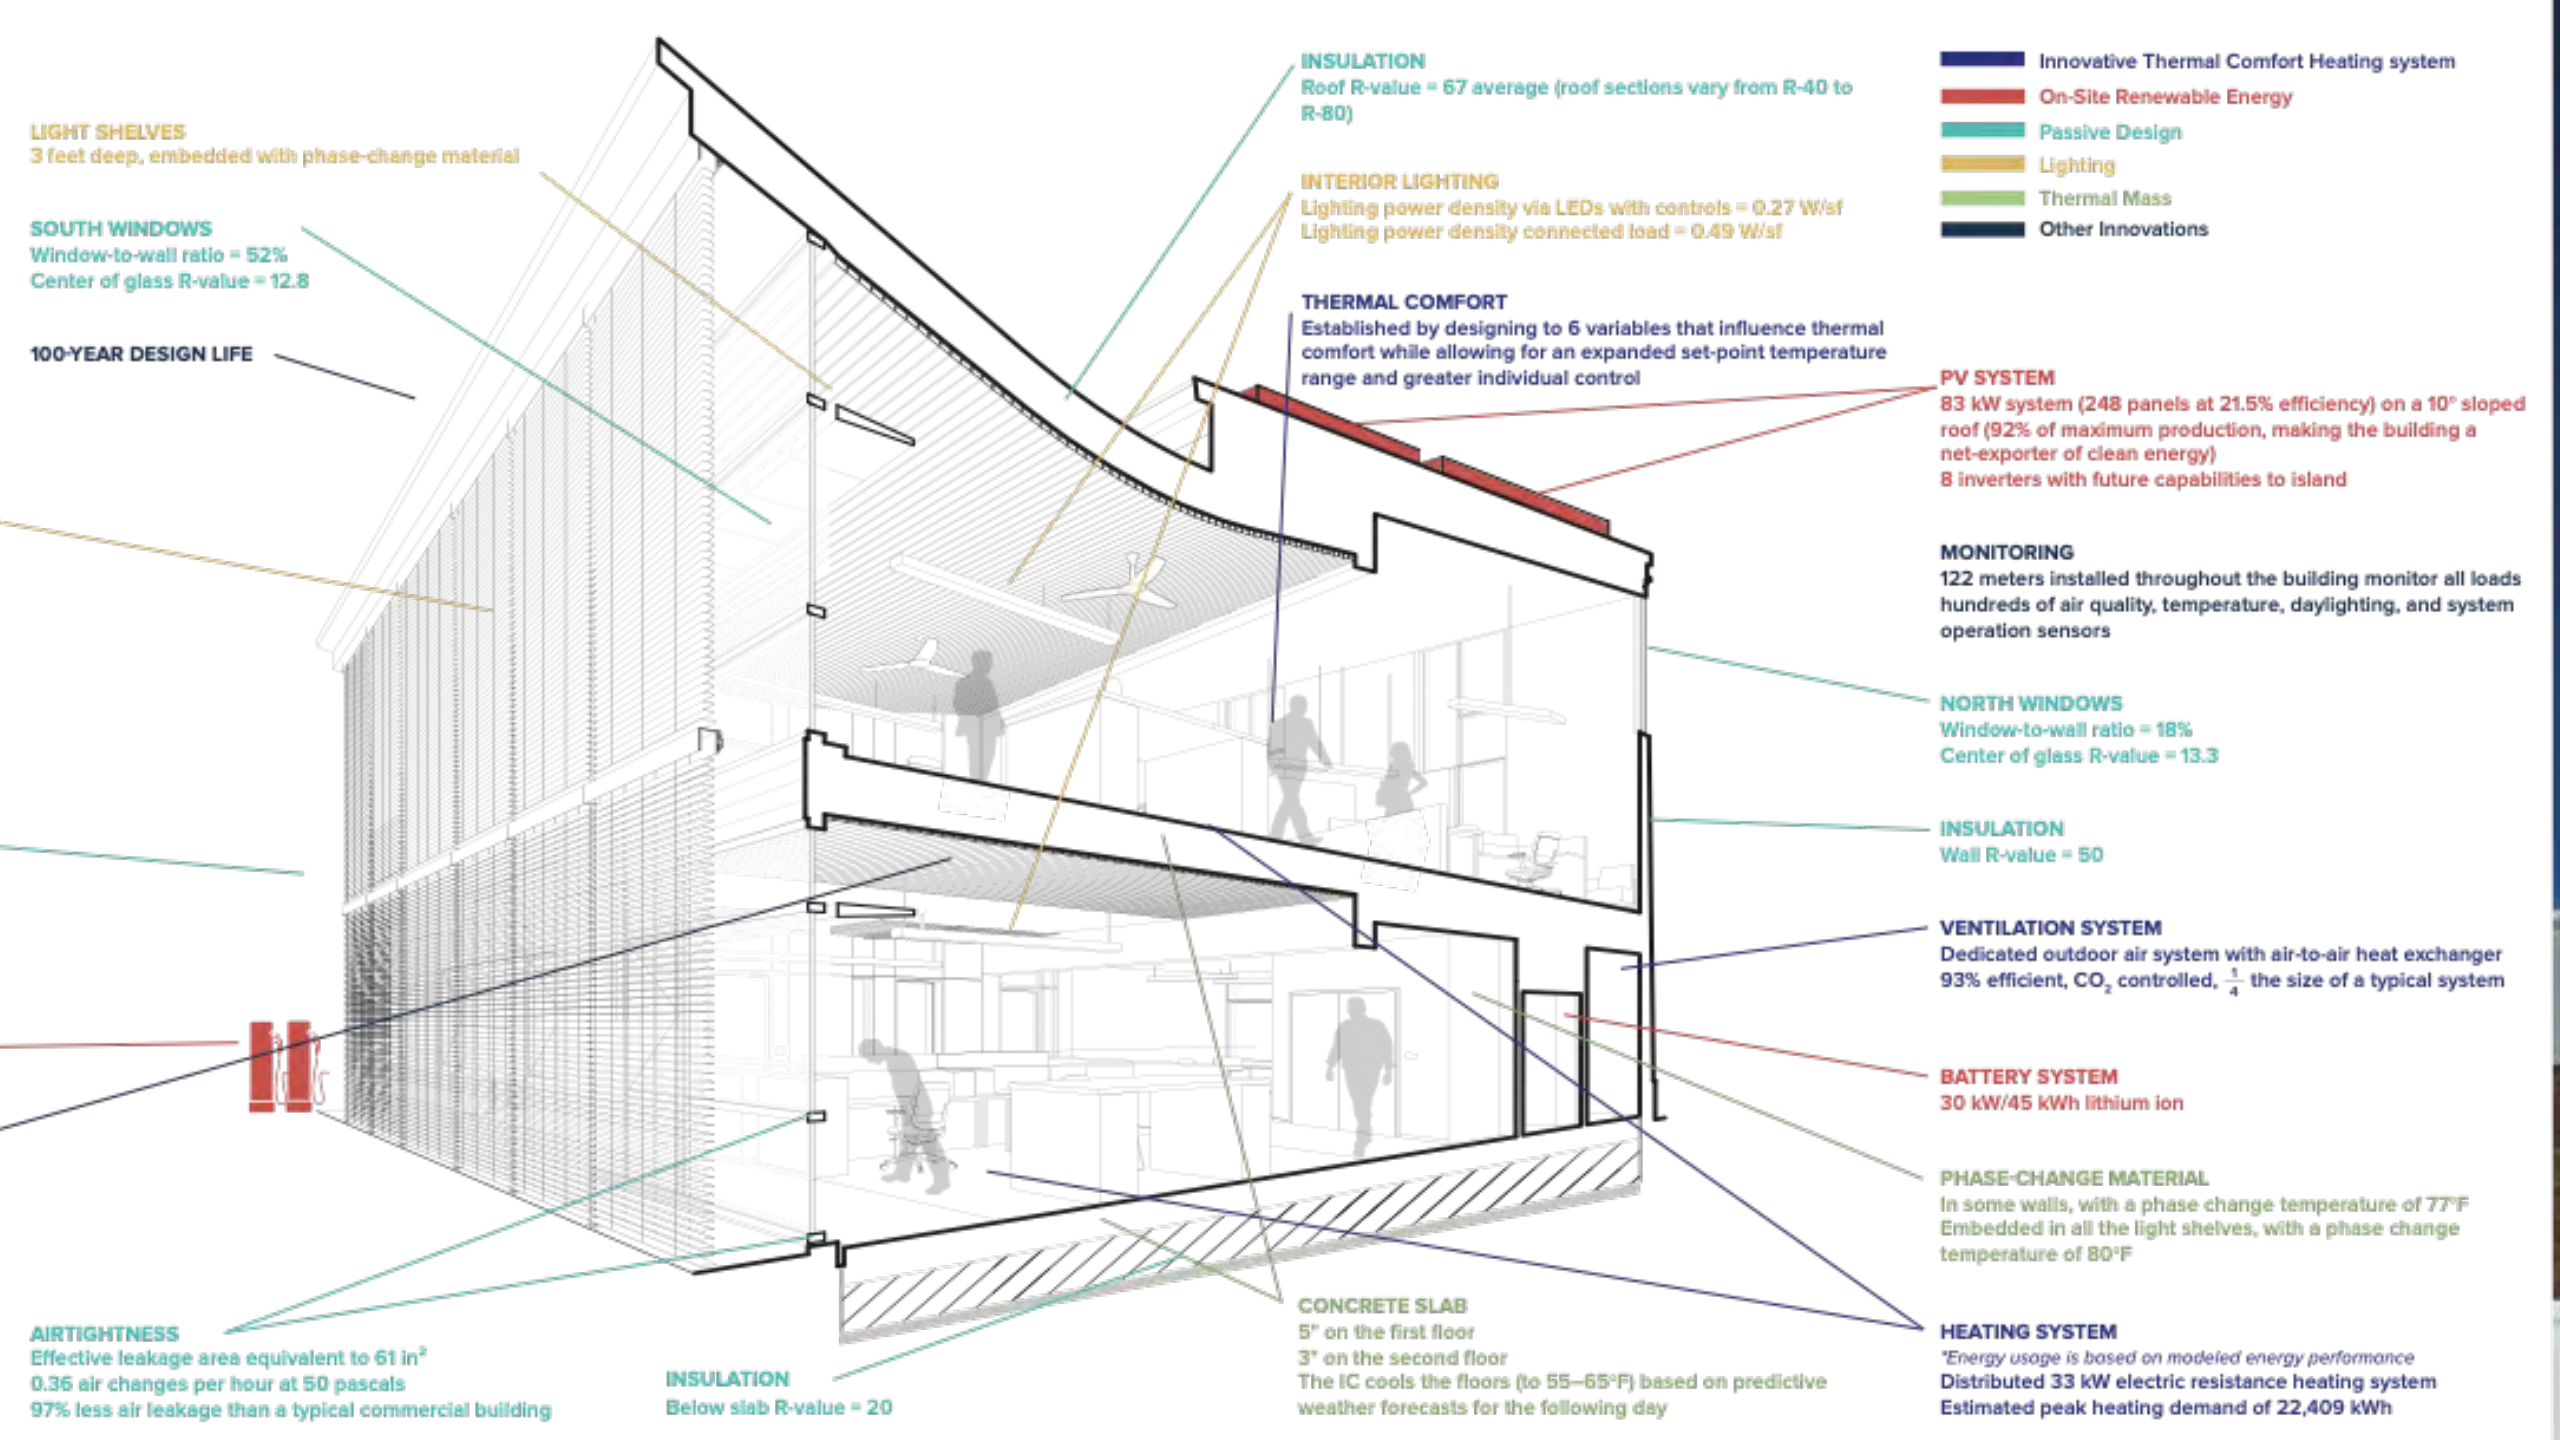 LIGHT SHELVES
3 feet deep, embedded with phase-change material
SOUTH WINDOWS
Window-to-wall ratio = 52%
Center of glass R-value = 12.8
100-YEAR DESIGN LIFE
AIRTIGHTNESS
Effective leakage area equivalent to 61 in²
0.36 air changes per hour at 50 pascals
97% less air leakage than a typical commercial building
INSULATION
Below slab R-value = 20
INSULATION
Roof R-value = 67 average (roof sections vary from R-40 to
R-80)
INTERIOR LIGHTING
Lighting power density via LEDs with controls = 0.27 W/sf
Lighting power density connected load = 0.49 W/sf
THERMAL COMFORT
Established by designing to 6 variables that influence thermal
comfort while allowing for an expanded set-point temperature
range and greater individual control
CONCRETE SLAB
5" on the first floor
3" on the second floor
The IC cools the floors (to 55–65°F) based on predictive
weather forecasts for the following day
Innovative Thermal Comfort Heating system
On-Site Renewable Energy
Passive Design
Lighting
Thermal Mass
Other Innovations
PV SYSTEM
83 kW system (248 panels at 21.5% efficiency) on a 10° sloped
roof (92% of maximum production, making the building a
net-exporter of clean energy)
8 inverters with future capabilities to island
MONITORING
122 meters installed throughout the building monitor all loads
hundreds of air quality, temperature, daylighting, and system
operation sensors
NORTH WINDOWS
Window-to-wall ratio = 18%
Center of glass R-value = 13.3
INSULATION
Wall R-value = 50
VENTILATION SYSTEM
Dedicated outdoor air system with air-to-air heat exchanger
93% efficient, CO₂ controlled, ¼ the size of a typical system
BATTERY SYSTEM
30 kW/45 kWh lithium ion
PHASE-CHANGE MATERIAL
In some walls, with a phase change temperature of 77°F
Embedded in all the light shelves, with a phase change
temperature of 80°F
HEATING SYSTEM
*Energy usage is based on modeled energy performance
Distributed 33 kW electric resistance heating system
Estimated peak heating demand of 22,409 kWh